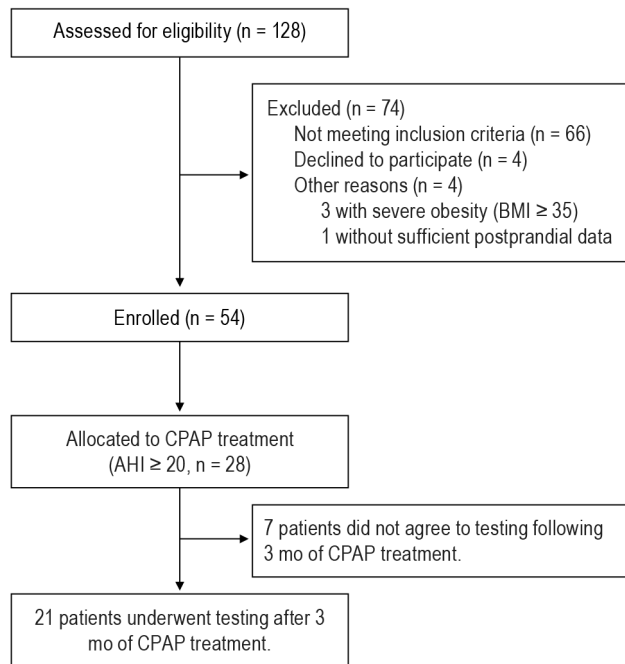 Assessed for eligibility (n = 128)
Excluded (n = 74)
Not meeting inclusion criteria (n = 66)
Declined to participate (n = 4)
Other reasons (n = 4)
3 with severe obesity (BMI ≥ 35)
1 without sufficient postprandial data
Enrolled (n = 54)
Allocated to CPAP treatment
(AHI ≥ 20, n = 28)
7 patients did not agree to testing following
3 mo of CPAP treatment.
21 patients underwent testing after 3
mo of CPAP treatment.